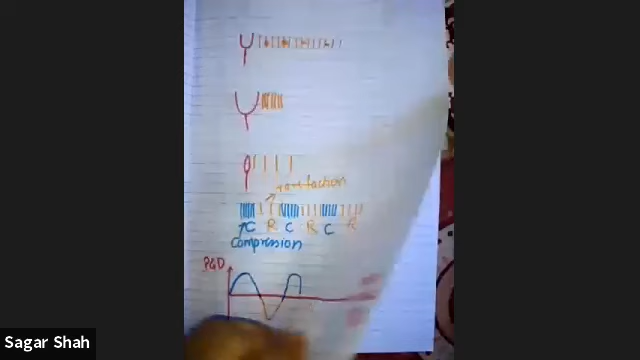 rarefaction
C R C R C R
compression
P&D
Sagar Shah